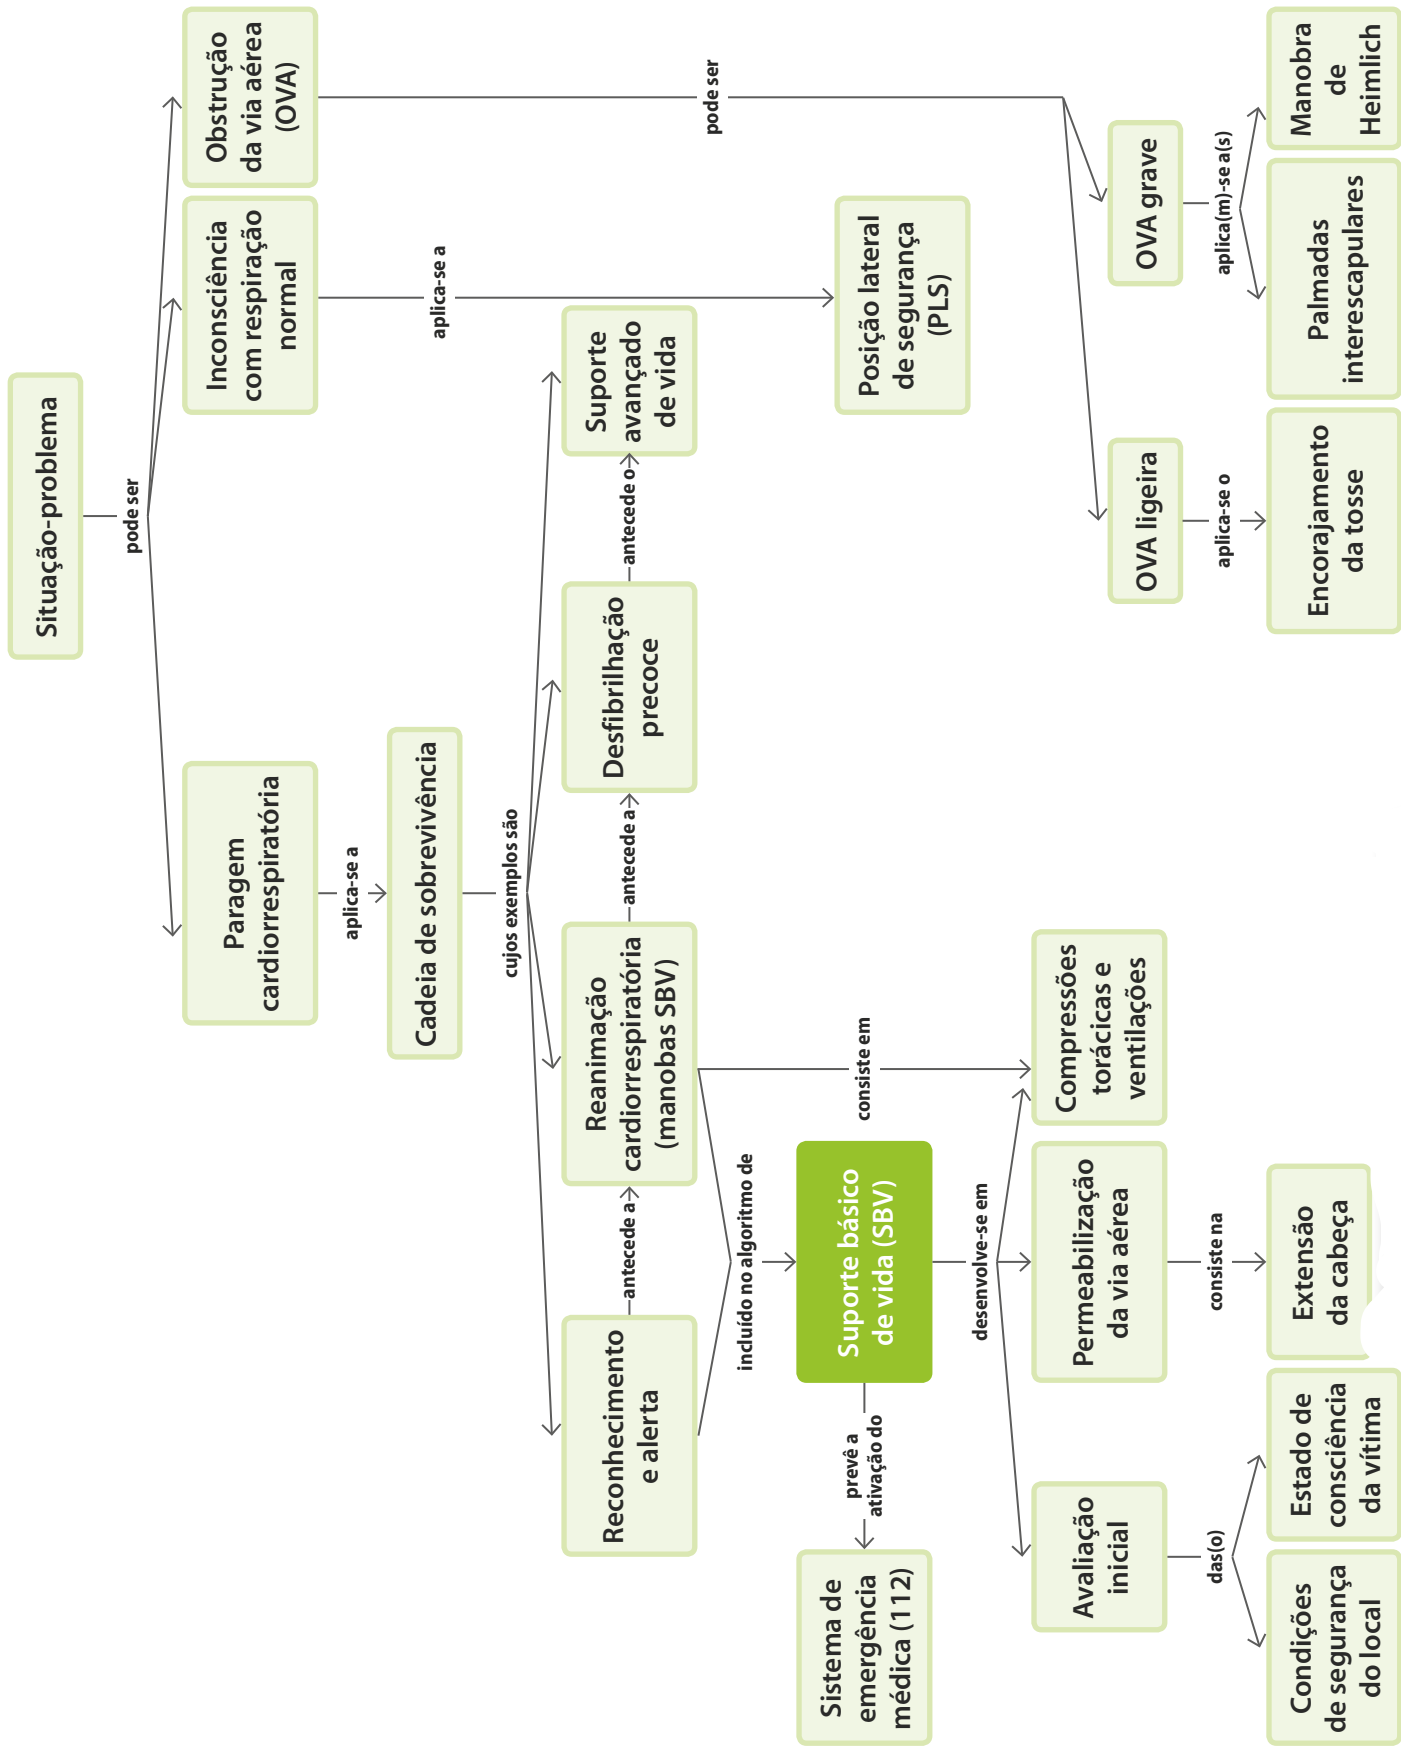 Situação-problema
pode ser
Paragem
cardiorrespiratória
Inconsciência
com respiração
normal
Obstrução
da via aérea
(OVA)
aplica-se a
Cadeia de sobrevivência
cujos exemplos são
Reconhecimento
e alerta
antecede a
Reanimação
cardiorrespiratória
(manobas SBV)
antecede a
Desfibrilhação
precoce
antecede o
Suporte
avançado
de vida
aplica-se a
Posição lateral
de segurança
(PLS)
pode ser
incluído no algoritmo de
consiste em
Suporte básico
de vida (SBV)
prevê a
ativação do
Sistema de
emergência
médica (112)
desenvolve-se em
Avaliação
inicial
Permeabilização
da via aérea
Compressões
torácicas e
ventilações
das(o)
Condições
de segurança
do local
Estado de
consciência
da vítima
consiste na
Extensão
da cabeça
OVA ligeira
aplica-se o
Encorajamento
da tosse
OVA grave
aplica(m)-se a(s)
Palmadas
interescapulares
Manobra
de
Heimlich